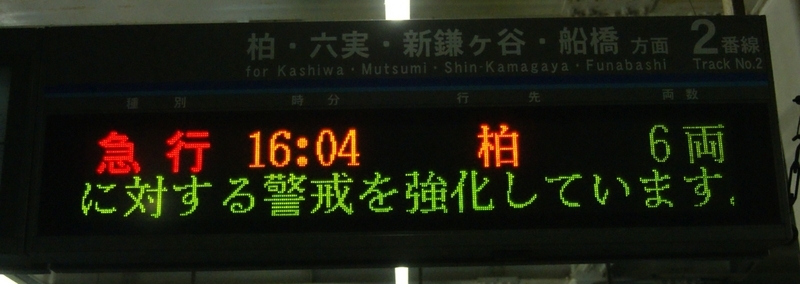 柏・六実・新鎌ヶ谷・船橋 方面 2番線
for Kashiwa・Mutsumi・Shin-Kamagaya・Funabashi Track No.2
種別 時分 行先 両数
急行 16:04 柏 6両
に対する警戒を強化しています。